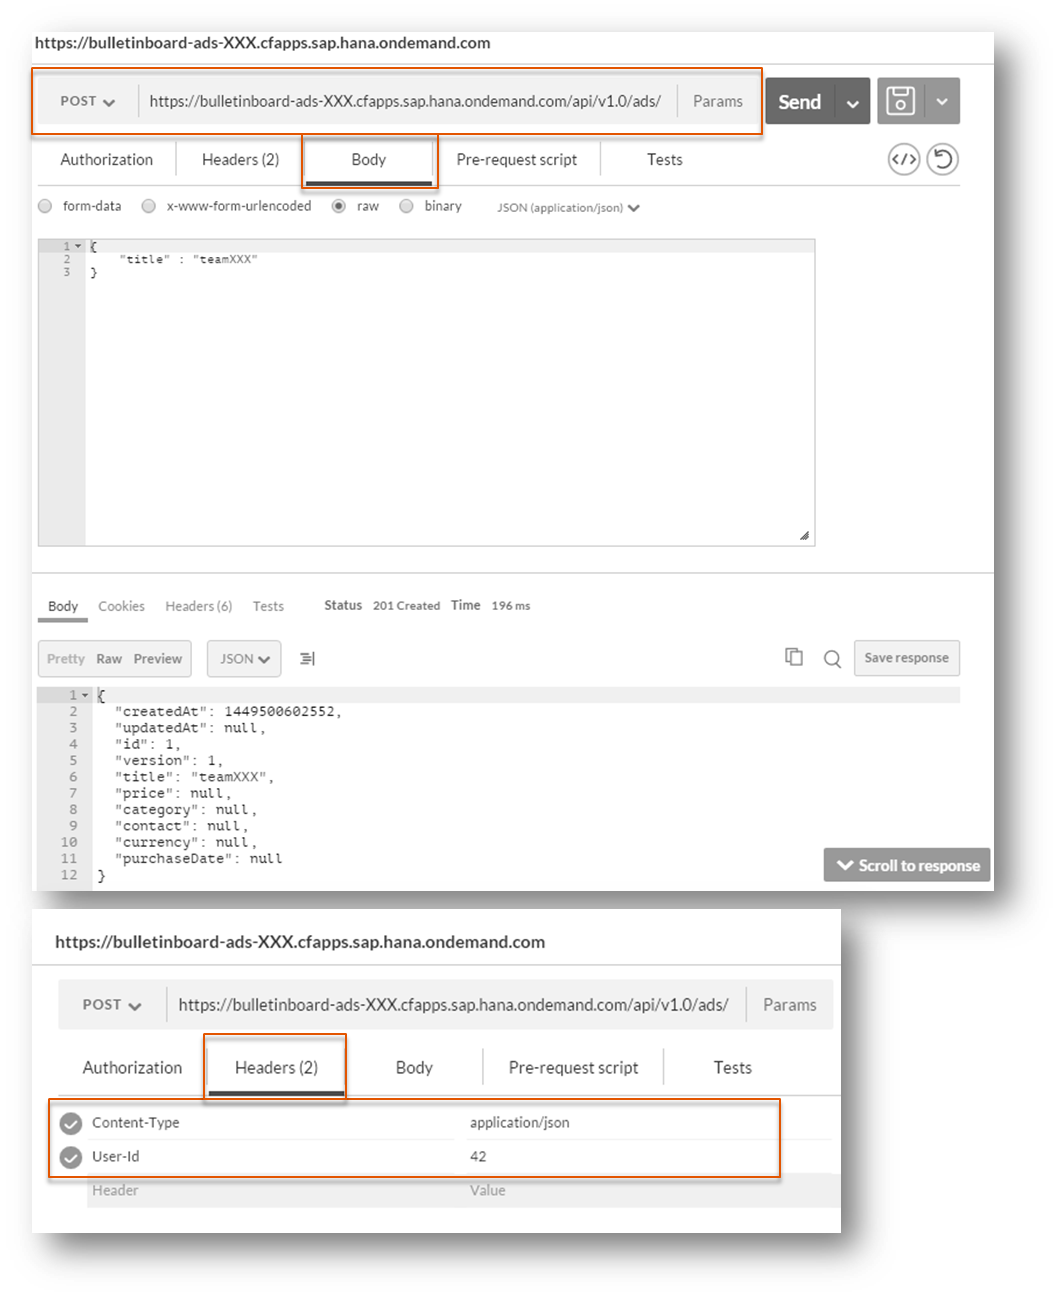 https://bulletinboard-ads-XXX.cfapps.sap.hana.ondemand.com
POST https://bulletinboard-ads-XXX.cfapps.sap.hana.ondemand.com/api/v1.0/ads/ Params Send
Authorization Headers (2) Body Pre-request script Tests
form-data x-www-form-urlencoded raw binary JSON (application/json)
1 {
2 "title" : "teamXXX"
3 }
Body Cookies Headers (6) Tests Status 201 Created Time 196 ms
Pretty Raw Preview JSON Save response
1 {
2 "createdAt": 1449500602552,
3 "updatedAt": null,
4 "id": 1,
5 "version": 1,
6 "title": "teamXXX",
7 "price": null,
8 "category": null,
9 "contact": null,
10 "currency": null,
11 "purchaseDate": null
12 }
Scroll to response
https://bulletinboard-ads-XXX.cfapps.sap.hana.ondemand.com
POST https://bulletinboard-ads-XXX.cfapps.sap.hana.ondemand.com/api/v1.0/ads/ Params
Authorization Headers (2) Body Pre-request script Tests
Content-Type application/json
User-Id 42
Header Value